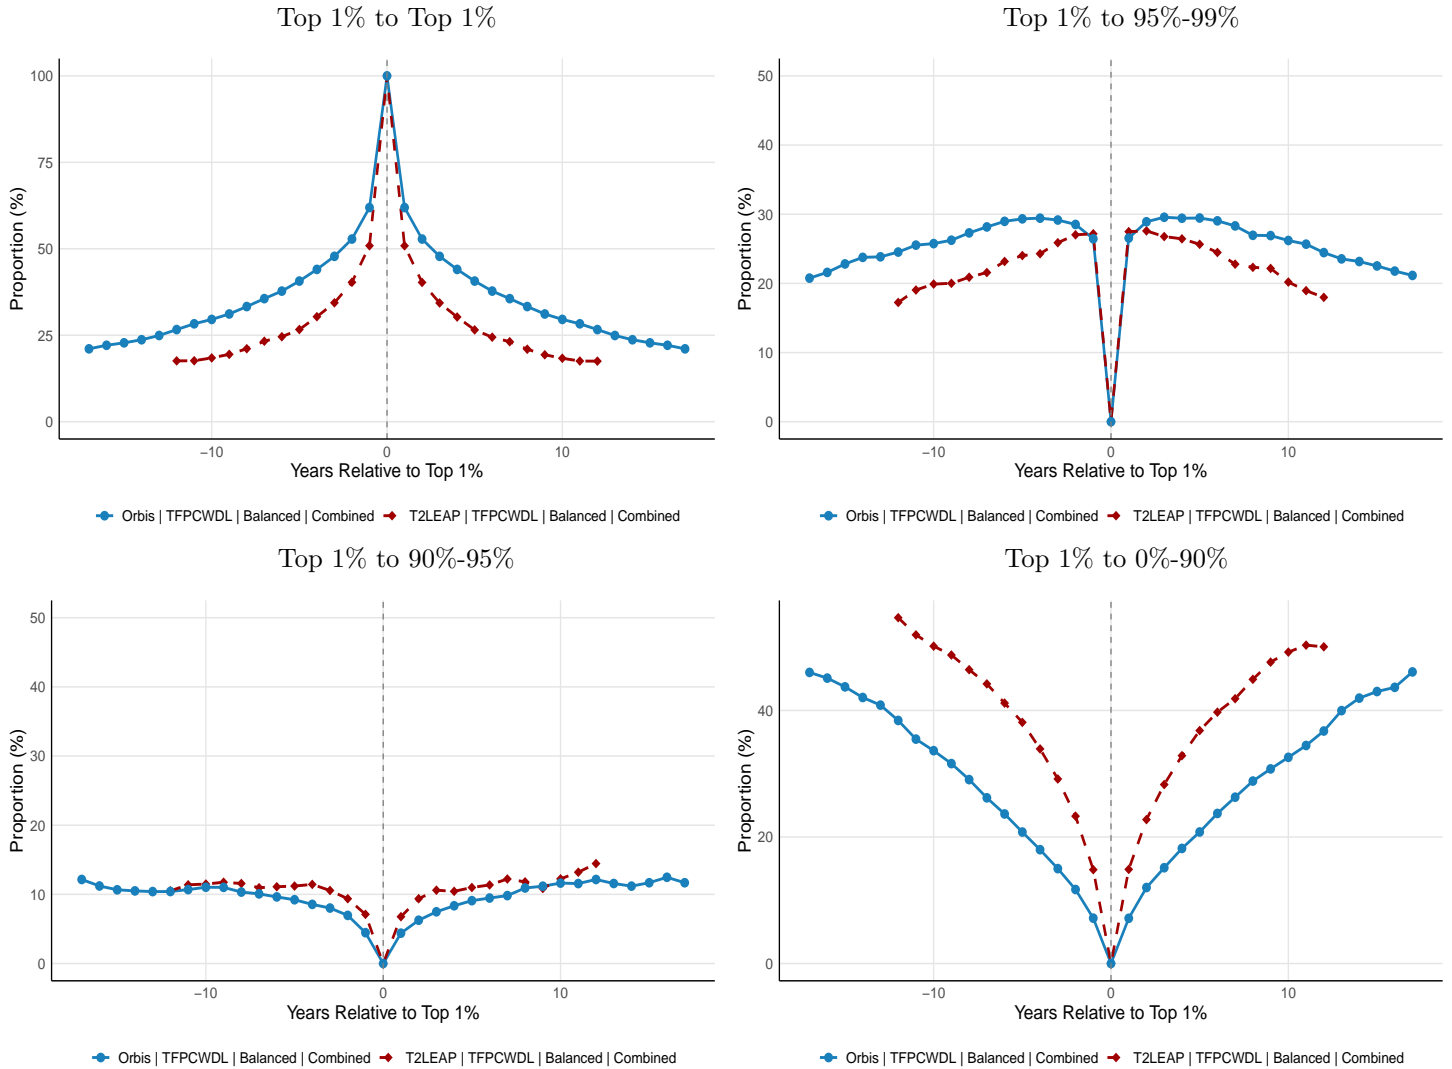 Top 1% to Top 1%
Proportion (%)
100
75
50
25
0
−10
0
10
Years Relative to Top 1%
Orbis | TFPCWDL | Balanced | Combined
T2LEAP | TFPCWDL | Balanced | Combined
Top 1% to 95%-99%
Proportion (%)
50
40
30
20
10
0
−10
0
10
Years Relative to Top 1%
Orbis | TFPCWDL | Balanced | Combined
T2LEAP | TFPCWDL | Balanced | Combined
Top 1% to 90%-95%
Proportion (%)
50
40
30
20
10
0
−10
0
10
Years Relative to Top 1%
Orbis | TFPCWDL | Balanced | Combined
T2LEAP | TFPCWDL | Balanced | Combined
Top 1% to 0%-90%
Proportion (%)
40
20
0
−10
0
10
Years Relative to Top 1%
Orbis | TFPCWDL | Balanced | Combined
T2LEAP | TFPCWDL | Balanced | Combined